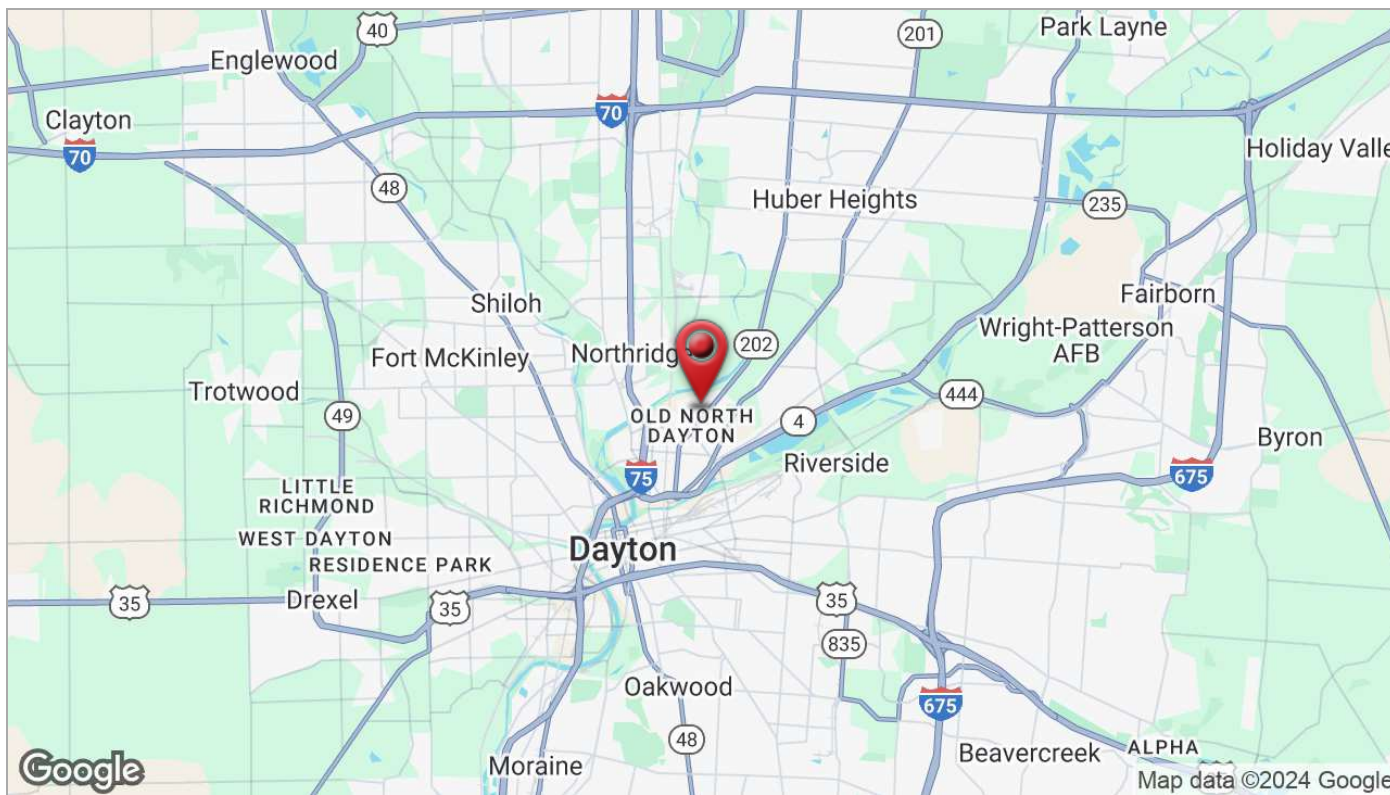 40
201
Park Layne
Englewood
70
Clayton
70
Holiday Valle
48
Huber Heights
235
Shiloh
Fairborn
Wright-Patterson
AFB
202
Northridge
Fort McKinley
Trotwood
49
444
OLD NORTH
DAYTON
4
Byron
Riverside
75
675
LITTLE
RICHMOND
WEST DAYTON
Dayton
RESIDENCE PARK
35
Drexel
35
35
835
Oakwood
675
48
Moraine
Beavercreek
ALPHA
Google
Map data ©2024 Google